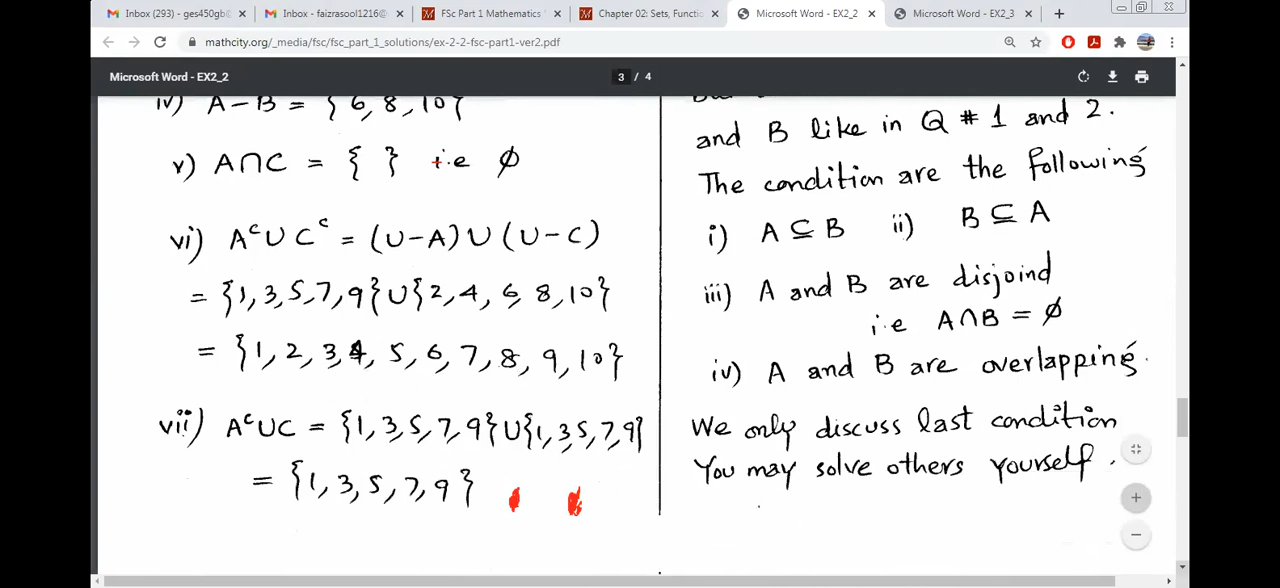 Inbox (293) - ges450gb@
Inbox - faizrasool1216@
FSc Part 1 Mathematics
Chapter 02: Sets, Functio
Microsoft Word - EX2_2
Microsoft Word - EX2_3
mathcity.org/_media/fsc/fsc_part_1_solutions/ex-2-2-fsc-part1-ver2.pdf
Microsoft Word - EX2_2
3 / 4
iv) A-B = {6, 8, 10}
v) A∩C = { } i.e ∅
vi) Aᶜ∪Cᶜ = (U-A)∪(U-C)
= {1, 3, 5, 7, 9}∪{2, 4, 6, 8, 10}
= {1, 2, 3, 4, 5, 6, 7, 8, 9, 10}
vii) Aᶜ∪C = {1, 3, 5, 7, 9}∪{1, 3, 5, 7, 9}
= {1, 3, 5, 7, 9}
and B like in Q # 1 and 2.
The condition are the following
i) A ⊆ B ii) B ⊆ A
iii) A and B are disjoind
i.e A∩B = ∅
iv) A and B are overlapping.
We only discuss last condition
You may solve others yourself.